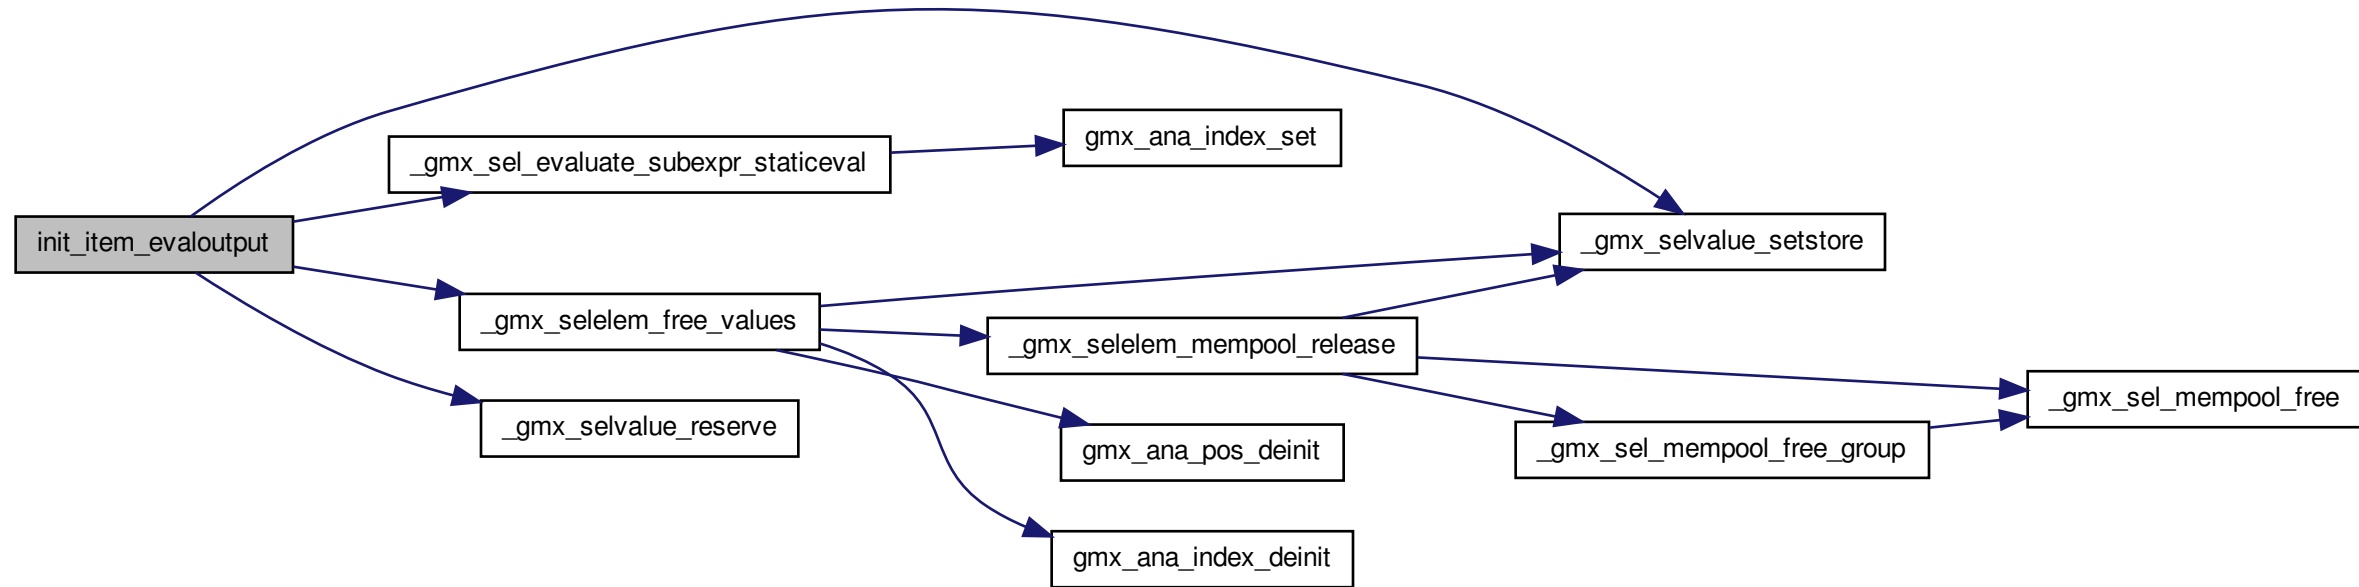 init_item_evaloutput
_gmx_sel_evaluate_subexpr_staticeval
gmx_ana_index_set
_gmx_selvalue_setstore
_gmx_selelem_free_values
_gmx_selelem_mempool_release
_gmx_sel_mempool_free
_gmx_selvalue_reserve
gmx_ana_pos_deinit
_gmx_sel_mempool_free_group
gmx_ana_index_deinit